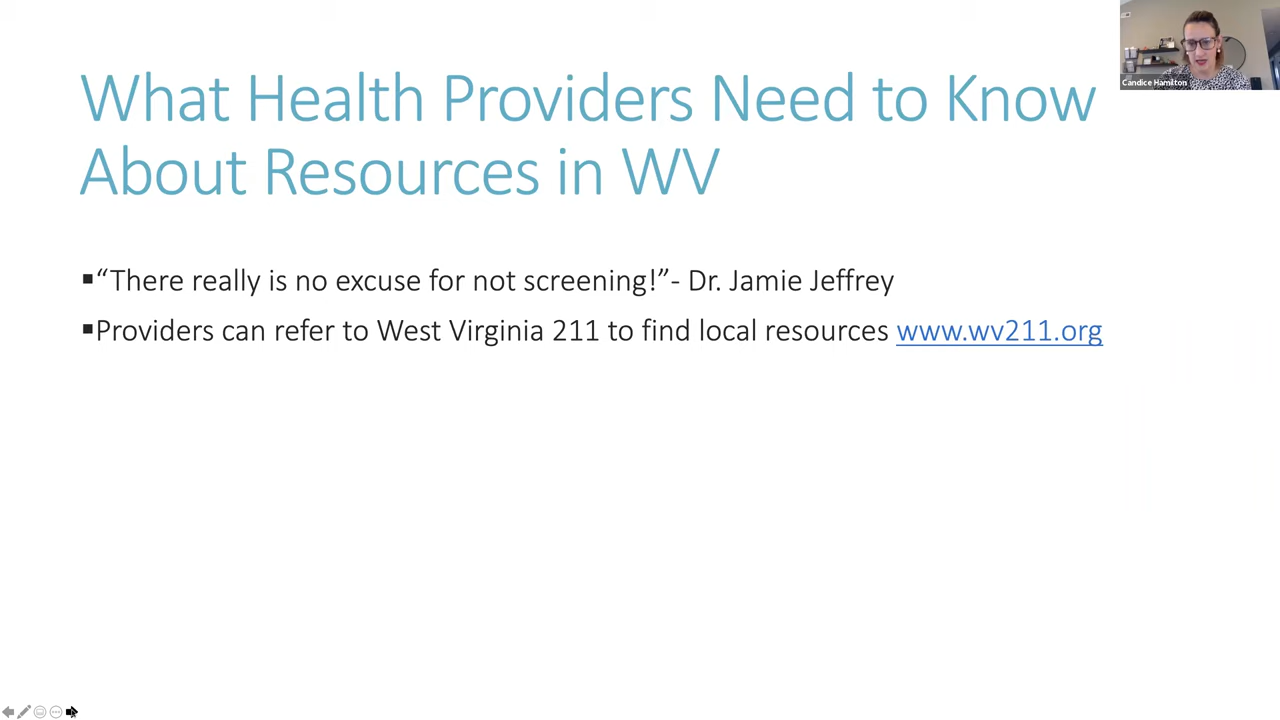 What Health Providers Need to Know
About Resources in WV
▪“There really is no excuse for not screening!”- Dr. Jamie Jeffrey
▪Providers can refer to West Virginia 211 to find local resources www.wv211.org
Candice Hamilton